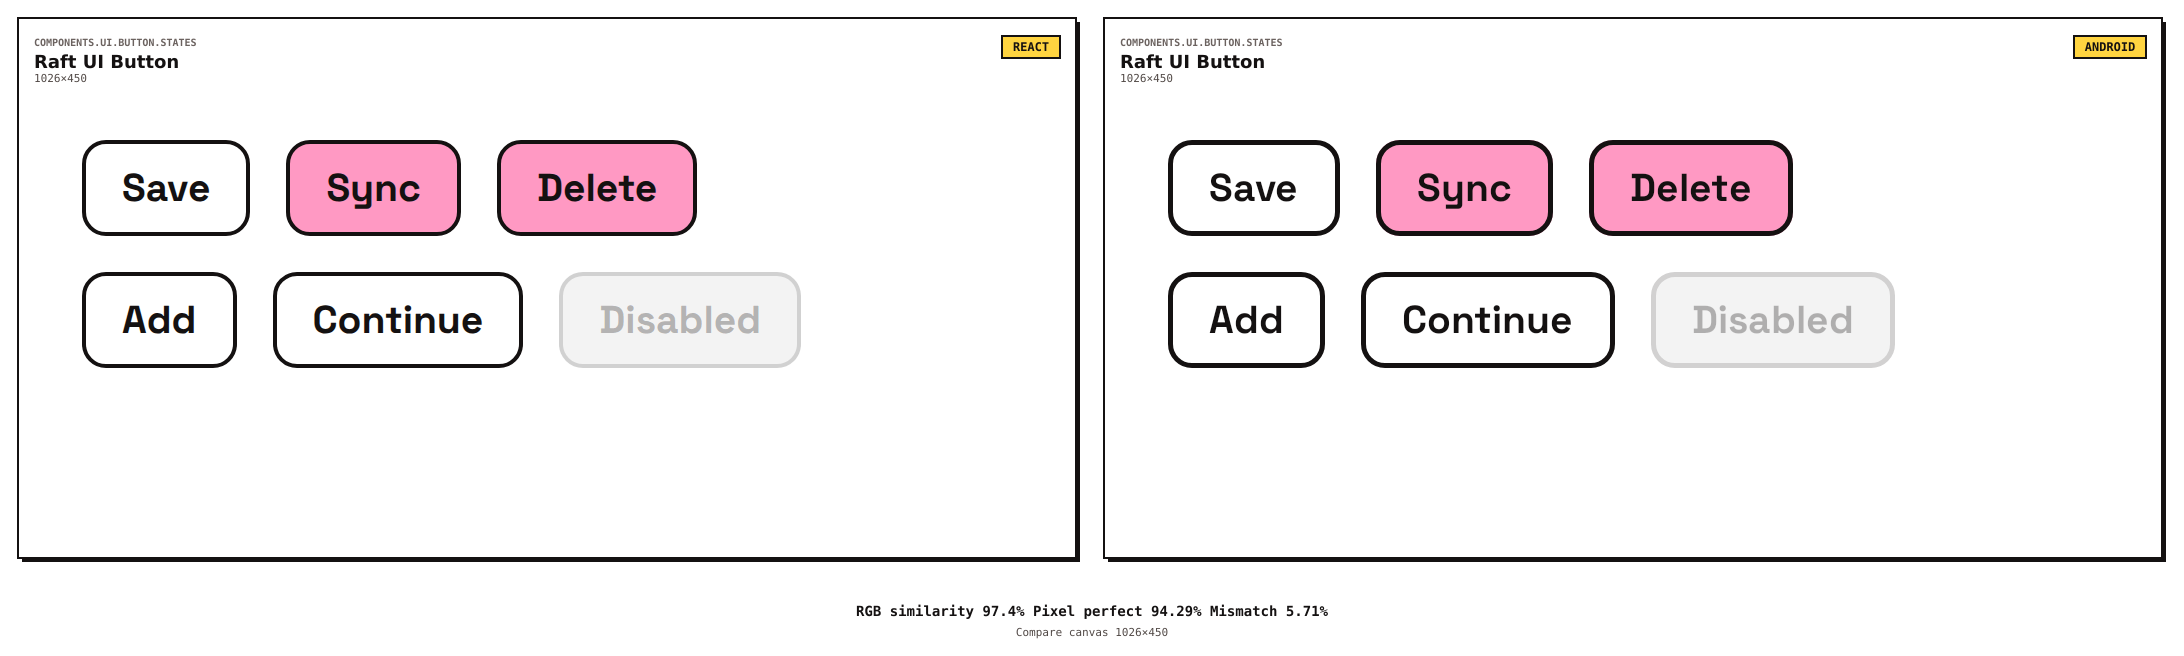 COMPONENTS.UI.BUTTON.STATES
Raft UI Button
1026×450
REACT
Save
Sync
Delete
Add
Continue
Disabled
COMPONENTS.UI.BUTTON.STATES
Raft UI Button
1026×450
ANDROID
Save
Sync
Delete
Add
Continue
Disabled
RGB similarity 97.4% Pixel perfect 94.29% Mismatch 5.71%
Compare canvas 1026×450